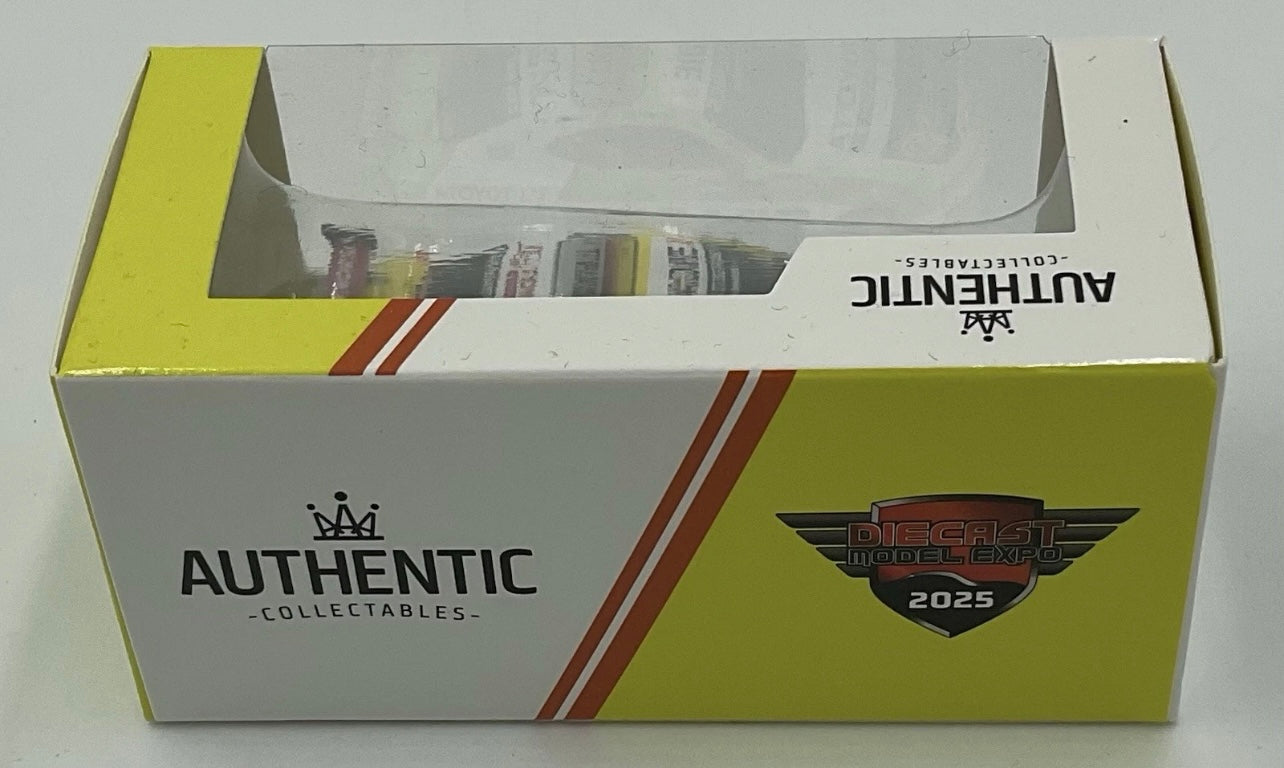 AUTHENTIC
-COLLECTABLES-
AUTHENTIC
-COLLECTABLES-
DIECAST
MODEL EXPO
2025